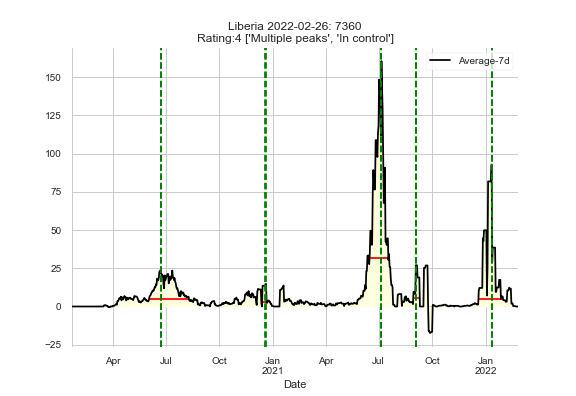 Liberia 2022-02-26: 7360
Rating:4 ['Multiple peaks', 'In control']
Average-7d
150
125
100
75
50
25
0
−25
Apr
Jul
Oct
Jan
2021
Apr
Jul
Oct
Jan
2022
Date